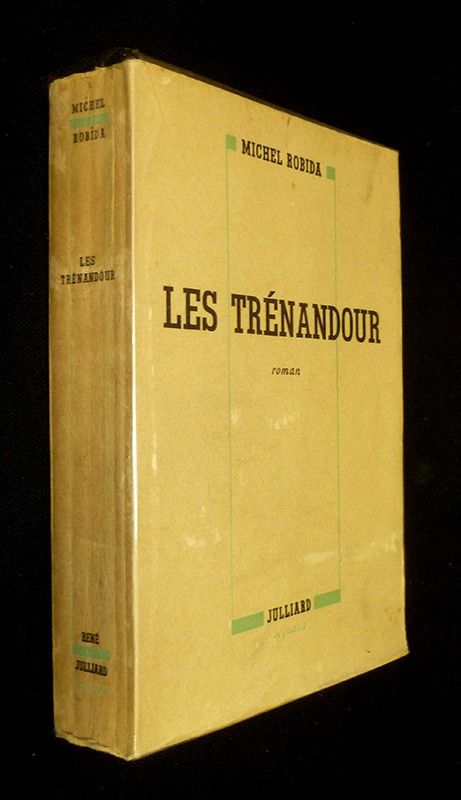 MICHEL
ROBIDA
LES
TRÉNANDOUR
RENÉ
JULLIARD
MICHEL ROBIDA
LES TRÉNANDOUR
roman
JULLIARD